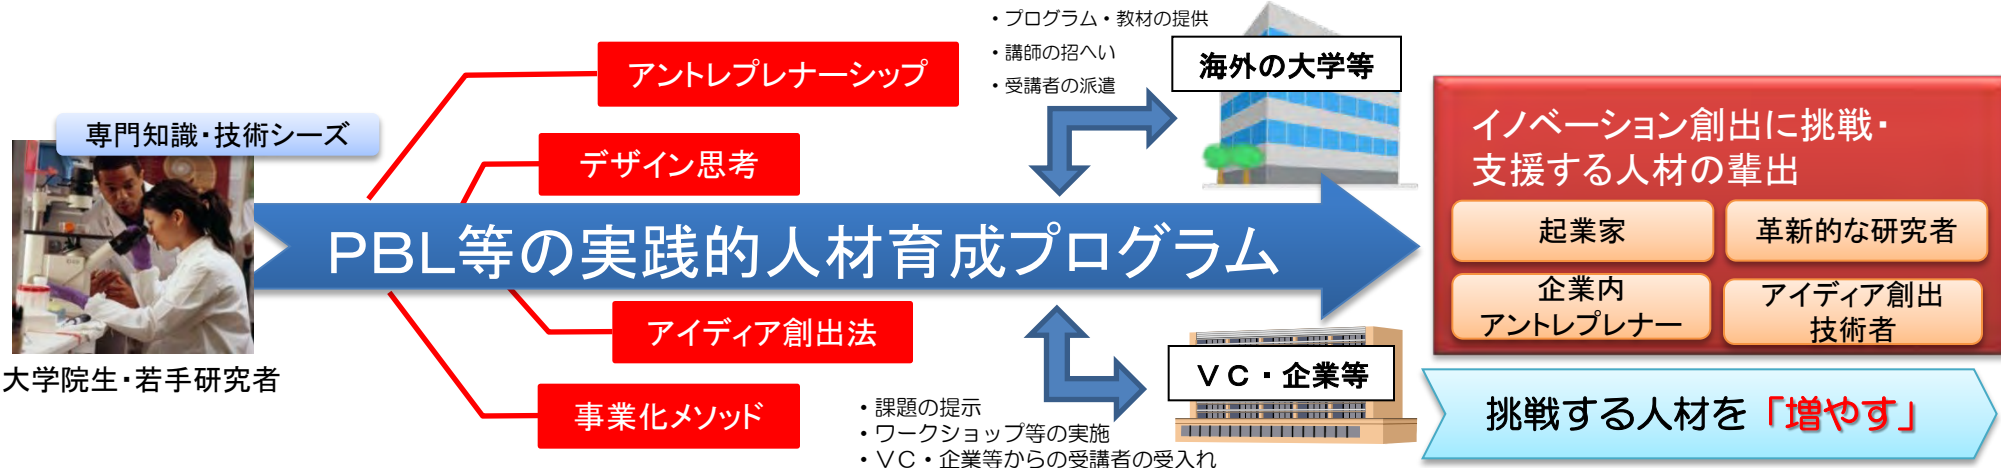 ・プログラム・教材の提供
・講師の招へい
・受講者の派遣
海外の大学等
アントレプレナーシップ
専門知識・技術シーズ
デザイン思考
PBL等の実践的人材育成プログラム
アイディア創出法
事業化メソッド
大学院生・若手研究者
VC・企業等
・課題の提示
・ワークショップ等の実施
・VC・企業等からの受講者の受入れ
イノベーション創出に挑戦・
支援する人材の輩出
起業家
革新的な研究者
企業内
アントレプレナー
アイディア創出
技術者
挑戦する人材を「増やす」